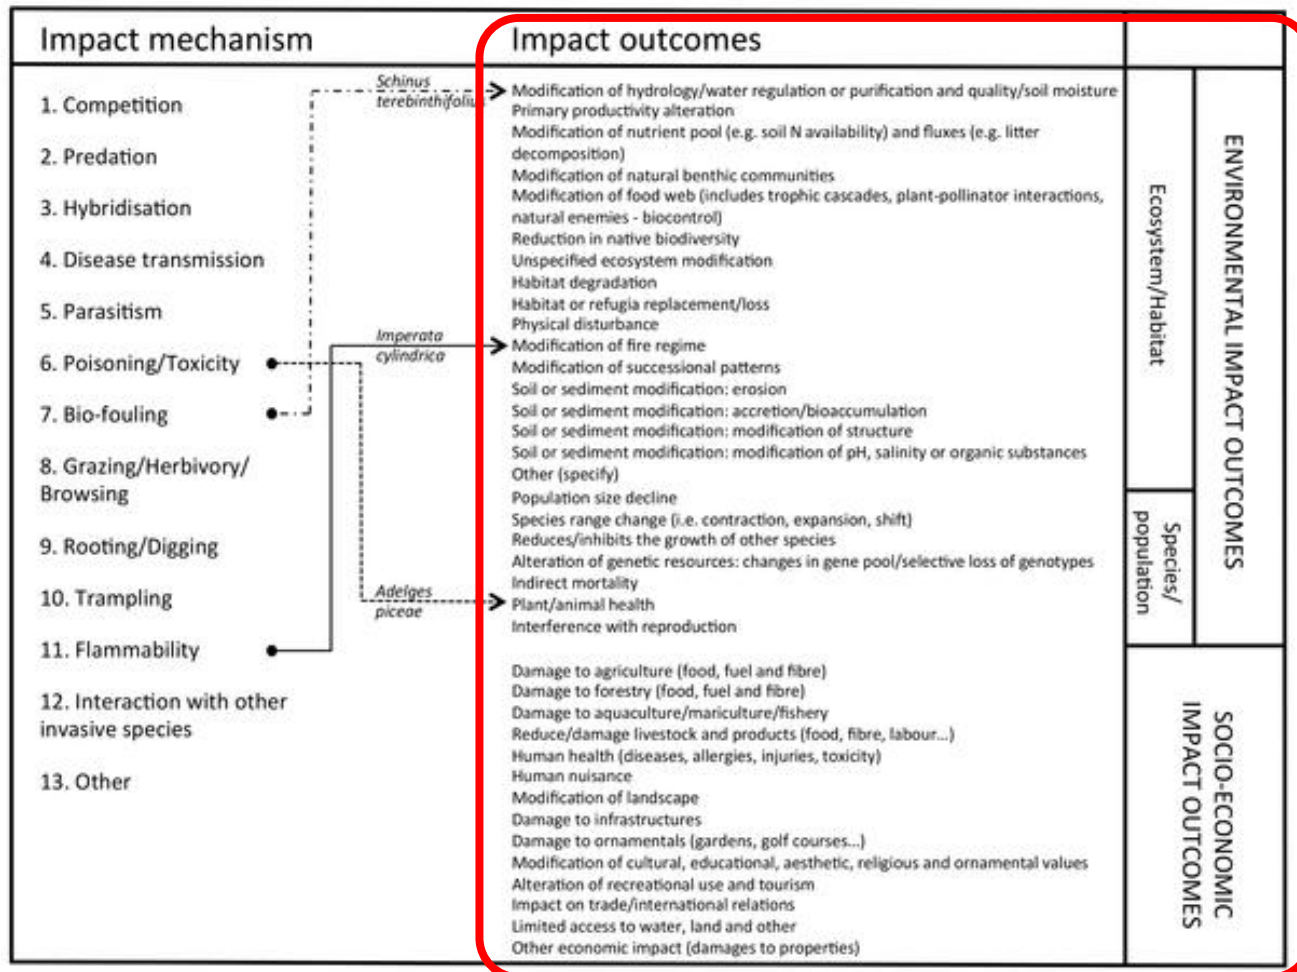 Impact mechanism
Impact outcomes
1. Competition
2. Predation
3. Hybridisation
4. Disease transmission
5. Parasitism
6. Poisoning/Toxicity
7. Bio-fouling
8. Grazing/Herbivory/
Browsing
9. Rooting/Digging
10. Trampling
11. Flammability
12. Interaction with other
invasive species
13. Other
Schinus
terebinthifolius
Imperata
cylindrica
Adelges
piceae
Modification of hydrology/water regulation or purification and quality/soil moisture
Primary productivity alteration
Modification of nutrient pool (e.g. soil N availability) and fluxes (e.g. litter
decomposition)
Modification of natural benthic communities
Modification of food web (includes trophic cascades, plant-pollinator interactions,
natural enemies - biocontrol)
Reduction in native biodiversity
Unspecified ecosystem modification
Habitat degradation
Habitat or refugia replacement/loss
Physical disturbance
Modification of fire regime
Modification of successional patterns
Soil or sediment modification: erosion
Soil or sediment modification: accretion/bioaccumulation
Soil or sediment modification: modification of structure
Soil or sediment modification: modification of pH, salinity or organic substances
Other (specify)
Population size decline
Species range change (i.e. contraction, expansion, shift)
Reduces/inhibits the growth of other species
Alteration of genetic resources: changes in gene pool/selective loss of genotypes
Indirect mortality
Plant/animal health
Interference with reproduction
Damage to agriculture (food, fuel and fibre)
Damage to forestry (food, fuel and fibre)
Damage to aquaculture/mariculture/fishery
Reduce/damage livestock and products (food, fibre, labour...)
Human health (diseases, allergies, injuries, toxicity)
Human nuisance
Modification of landscape
Damage to infrastructures
Damage to ornamentals (gardens, golf courses...)
Modification of cultural, educational, aesthetic, religious and ornamental values
Alteration of recreational use and tourism
Impact on trade/international relations
Limited access to water, land and other
Other economic impact (damages to properties)
Ecosystem/Habitat
Species/
population
ENVIRONMENTAL IMPACT OUTCOMES
SOCIO-ECONOMIC
IMPACT OUTCOMES